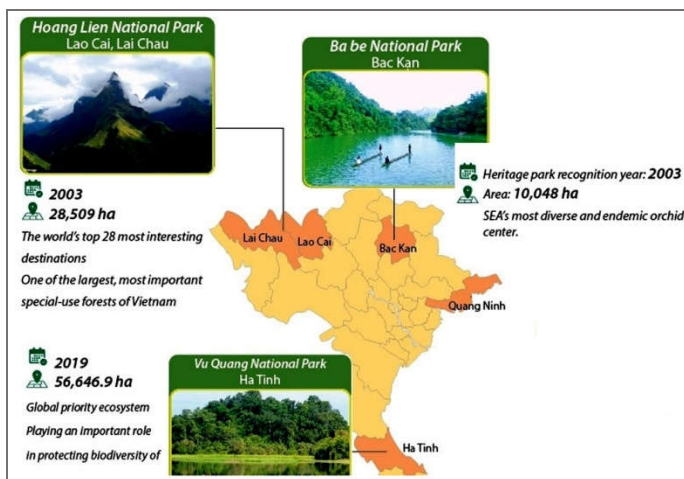 Hoang Lien National Park
Lao Cai, Lai Chau
2003
28,509 ha
The world's top 28 most interesting
destinations
One of the largest, most important
special-use forests of Vietnam
Ba be National Park
Bac Kạn
Heritage park recognition year: 2003
Area: 10,048 ha
SEA's most diverse and endemic orchid
center.
Lai Chau
Lao Cai
Bac Kan
Quang Ninh
2019
56,646.9 ha
Global priority ecosystem
Playing an important role
in protecting biodiversity of
Vu Quang National Park
Ha Tinh
Ha Tinh